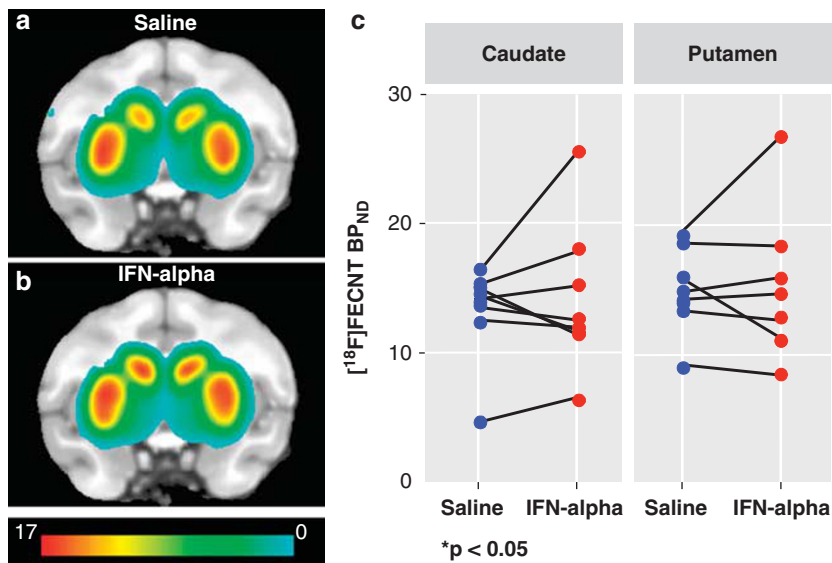 a
Saline
b
IFN-alpha
17 0
c
Caudate Putamen
[¹⁸F]FECNT BP_ND
30
20
10
0
Saline IFN-alpha Saline IFN-alpha
*p < 0.05